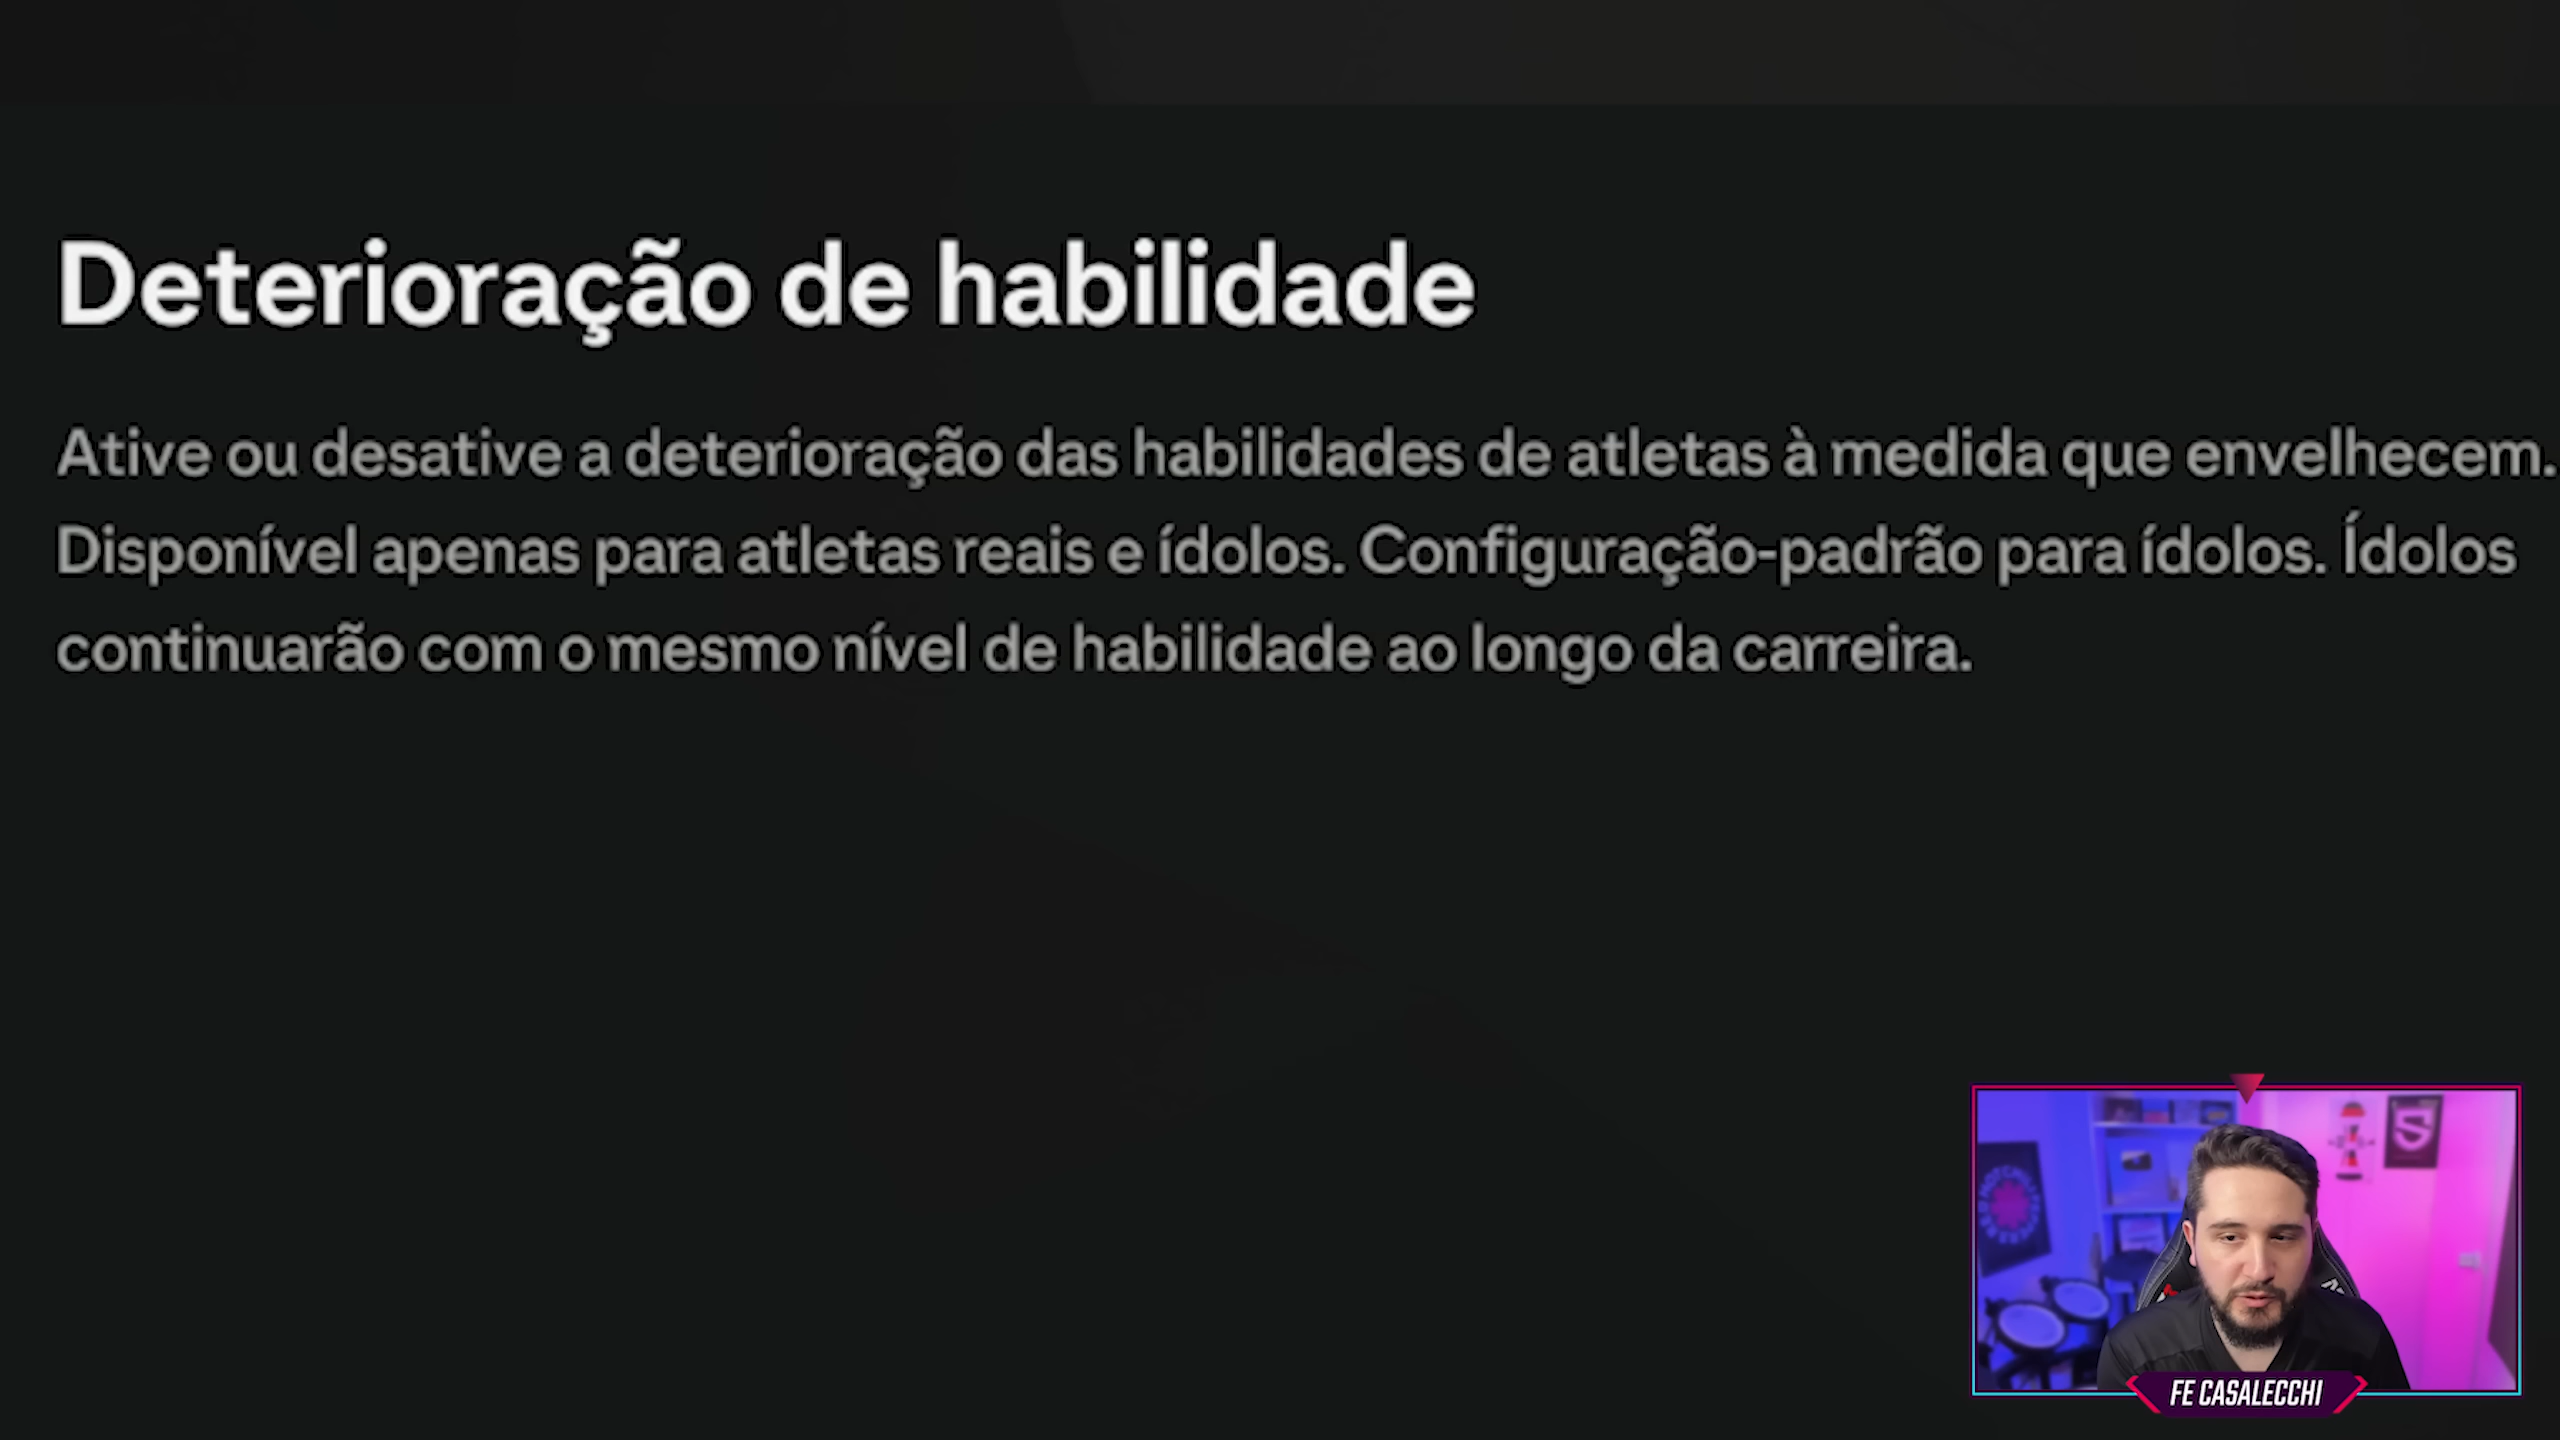 Deterioração de habilidade
Ative ou desative a deterioração das habilidades de atletas à medida que envelhecem.
Disponível apenas para atletas reais e ídolos. Configuração-padrão para ídolos. Ídolos
continuarão com o mesmo nível de habilidade ao longo da carreira.
S
FE CASALECCHI